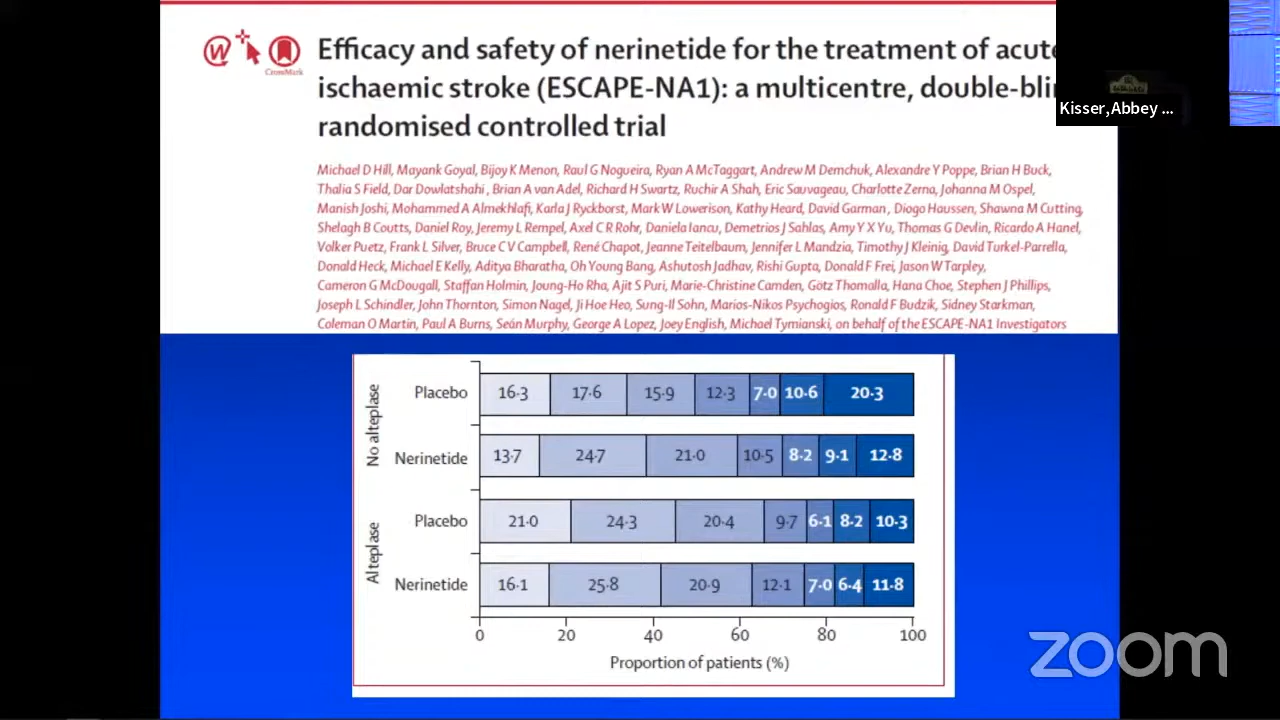 Efficacy and safety of nerinetide for the treatment of acute
ischaemic stroke (ESCAPE-NA1): a multicentre, double-blin
randomised controlled trial
CrossMark
Kisser,Abbey ...
Michael D Hill, Mayank Goyal, Bijoy K Menon, Raul G Nogueira, Ryan A McTaggart, Andrew M Demchuk, Alexandre Y Poppe, Brian H Buck,
Thalia S Field, Dar Dowlatshahi, Brian A van Adel, Richard H Swartz, Ruchir A Shah, Eric Sauvageau, Charlotte Zerna, Johanna M Ospel,
Manish Joshi, Mohammed A Almekhlafi, Karla J Ryckborst, Mark W Lowerison, Kathy Heard, David Garman, Diogo Haussen, Shawna M Cutting,
Shelagh B Coutts, Daniel Roy, Jeremy L Rempel, Axel C R Rohr, Daniela Iancu, Demetrios J Sahlas, Amy Y X Yu, Thomas G Devlin, Ricardo A Hanel,
Volker Puetz, Frank L Silver, Bruce C V Campbell, René Chapot, Jeanne Teitelbaum, Jennifer L Mandzia, Timothy J Kleinig, David Turkel-Parrella,
Donald Heck, Michael E Kelly, Aditya Bharatha, Oh Young Bang, Ashutosh Jadhav, Rishi Gupta, Donald F Frei, Jason W Tarpley,
Cameron G McDougall, Staffan Holmin, Joung-Ho Rha, Ajit S Puri, Marie-Christine Camden, Götz Thomalla, Hana Choe, Stephen J Phillips,
Joseph L Schindler, John Thornton, Simon Nagel, Ji Hoe Heo, Sung-Il Sohn, Marios-Nikos Psychogios, Ronald F Budzik, Sidney Starkman,
Coleman O Martin, Paul A Burns, Seán Murphy, George A Lopez, Joey English, Michael Tymianski, on behalf of the ESCAPE-NA1 Investigators
No alteplase
Placebo 16·3 17·6 15·9 12·3 7·0 10·6 20·3
Nerinetide 13·7 24·7 21·0 10·5 8·2 9·1 12·8
Alteplase
Placebo 21·0 24·3 20·4 9·7 6·1 8·2 10·3
Nerinetide 16·1 25·8 20·9 12·1 7·0 6·4 11·8
0 20 40 60 80 100
Proportion of patients (%)
zoom